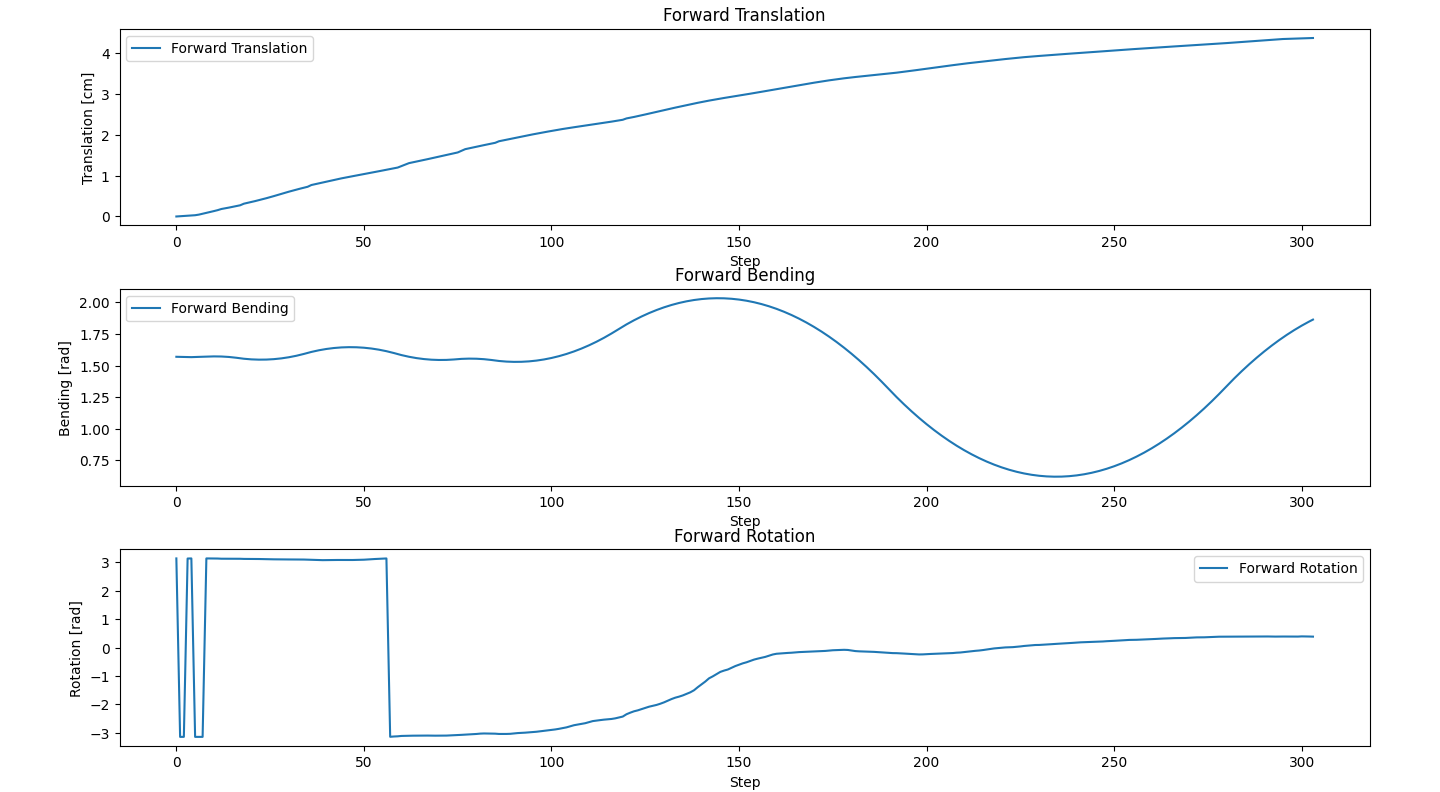 Forward Translation
Forward Translation
Translation [cm]
4
3
2
1
0
0 50 100 150 200 250 300
Step
Forward Bending
Forward Bending
Bending [rad]
2.00
1.75
1.50
1.25
1.00
0.75
0 50 100 150 200 250 300
Step
Forward Rotation
Forward Rotation
Rotation [rad]
3
2
1
0
−1
−2
−3
0 50 100 150 200 250 300
Step